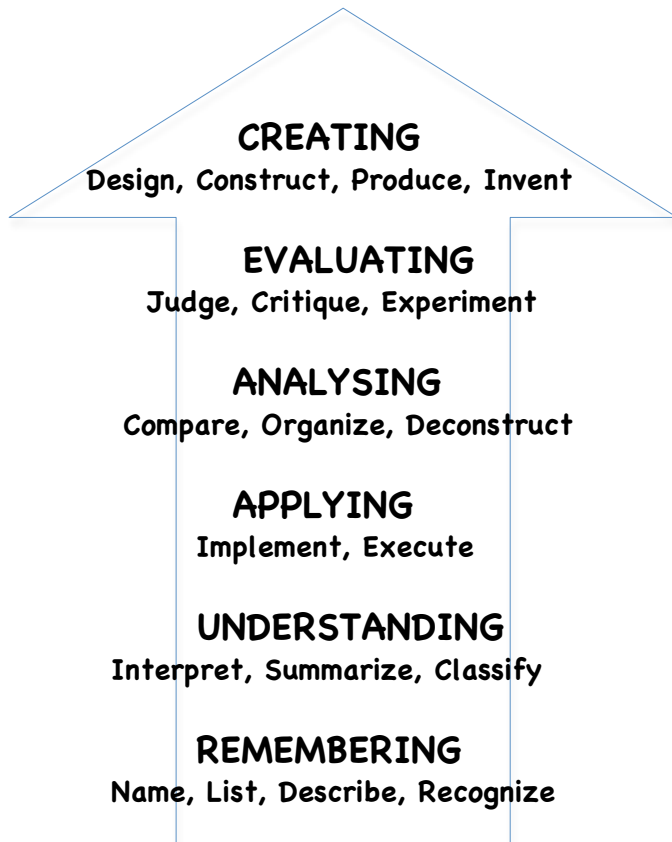 CREATING
Design, Construct, Produce, Invent
EVALUATING
Judge, Critique, Experiment
ANALYSING
Compare, Organize, Deconstruct
APPLYING
Implement, Execute
UNDERSTANDING
Interpret, Summarize, Classify
REMEMBERING
Name, List, Describe, Recognize